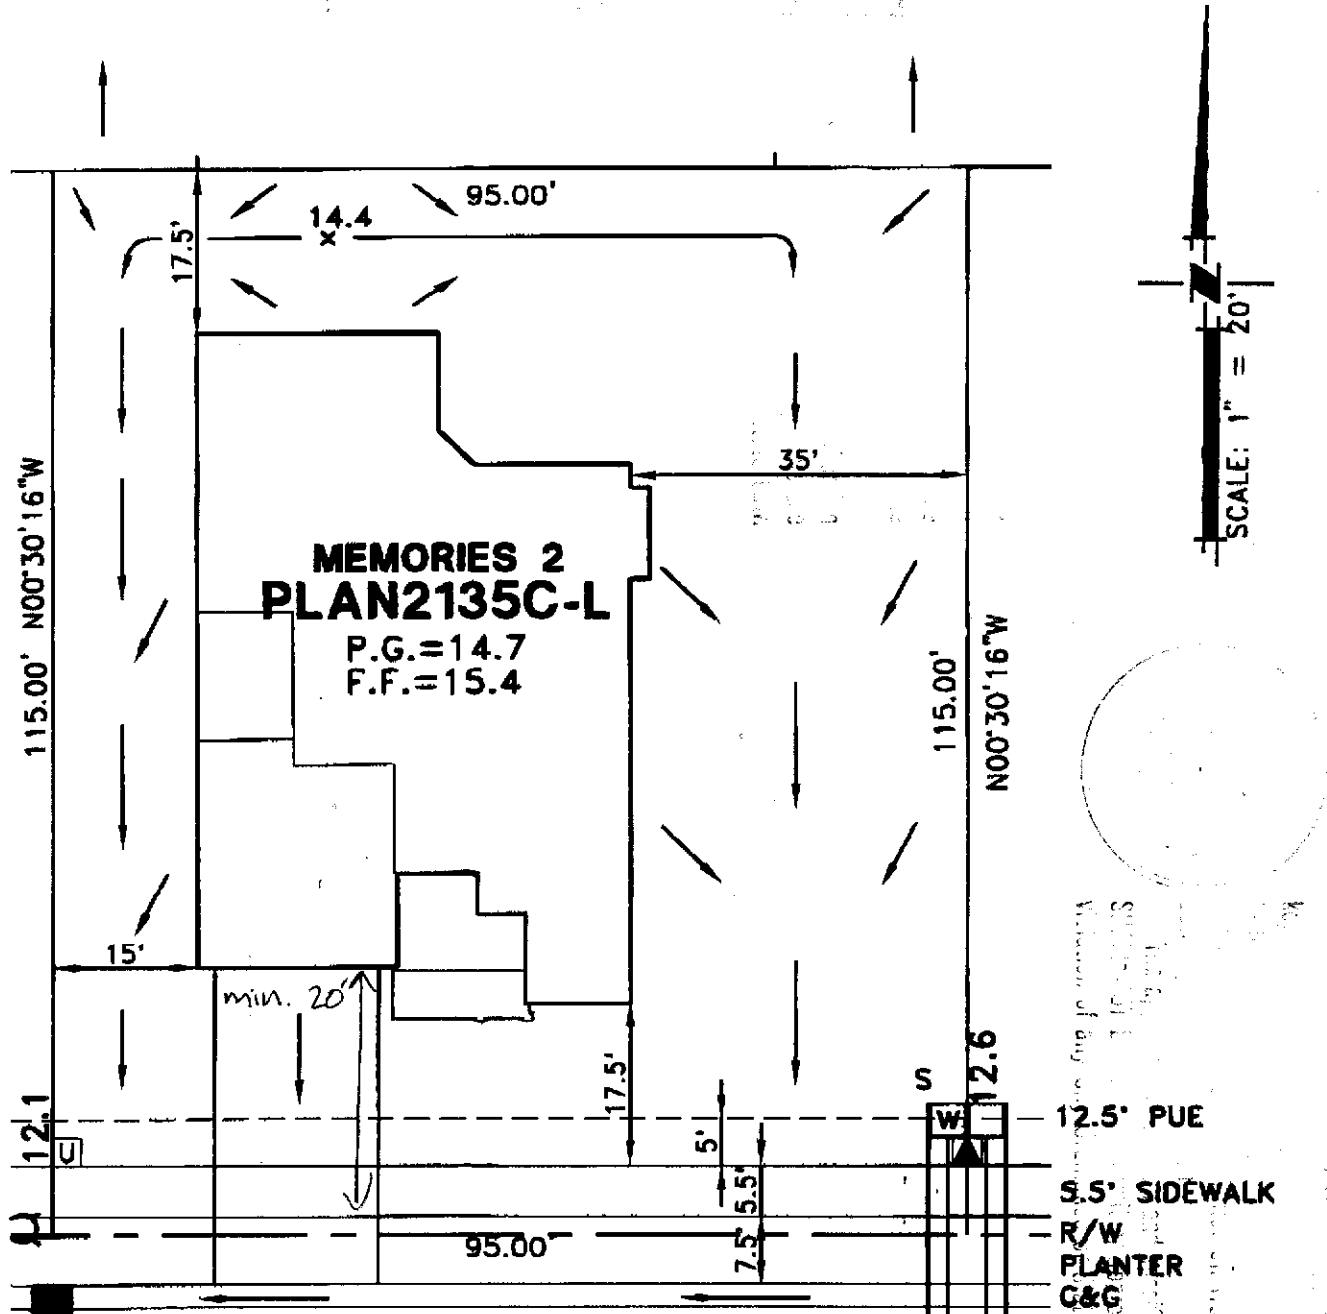 95.00'
14.4
x
17.5'
SCALE: 1" = 20'
35'
115.00' N00°30'16"W
MEMORIES 2
PLAN2135C-L
P.G.=14.7
F.F.=15.4
115.00'
N00°30'16"W
15'
min. 20'
17.5'
S
12.6
12.1
U
W
12.5' PUE
5'
5.5'
5.5' SIDEWALK
R/W
95.00'
7.5'
PLANTER
C&G